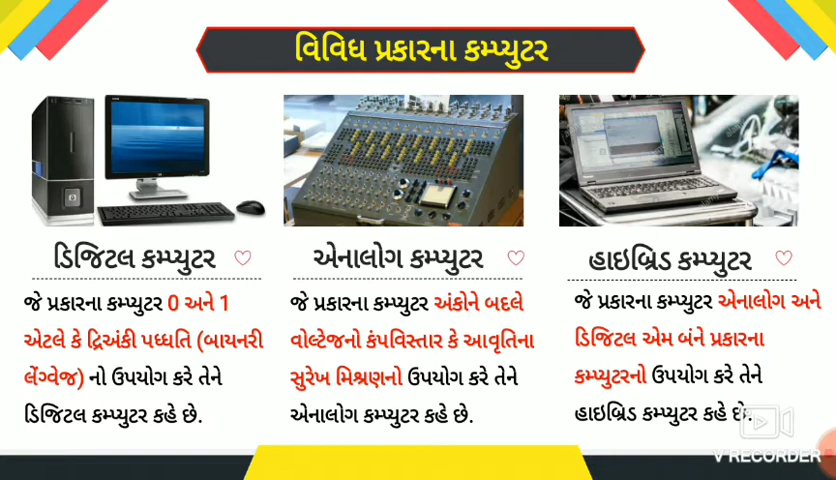 વિવિધ પ્રકારના કમ્પ્યુટર
ડિજિટલ કમ્પ્યુટર
જે પ્રકારના કમ્પ્યુટર 0 અને 1
એટલે કે દ્રિઅંકી પધ્ધતિ (બાયનરી
લેંગ્વેજ) નો ઉપયોગ કરે તેને
ડિજિટલ કમ્પ્યુટર કહે છે.
એનાલોગ કમ્પ્યુટર
જે પ્રકારના કમ્પ્યુટર અંકોને બદલે
વોલ્ટેજનો કંપવિસ્તાર કે આવૃતિના
સુરેખ મિશ્રણનો ઉપયોગ કરે તેને
એનાલોગ કમ્પ્યુટર કહે છે.
હાઇબ્રિડ કમ્પ્યુટર
જે પ્રકારના કમ્પ્યુટર એનાલોગ અને
ડિજિટલ એમ બંને પ્રકારના
કમ્પ્યુટરનો ઉપયોગ કરે તેને
હાઇબ્રિડ કમ્પ્યુટર કહે છે.
V RECORDER